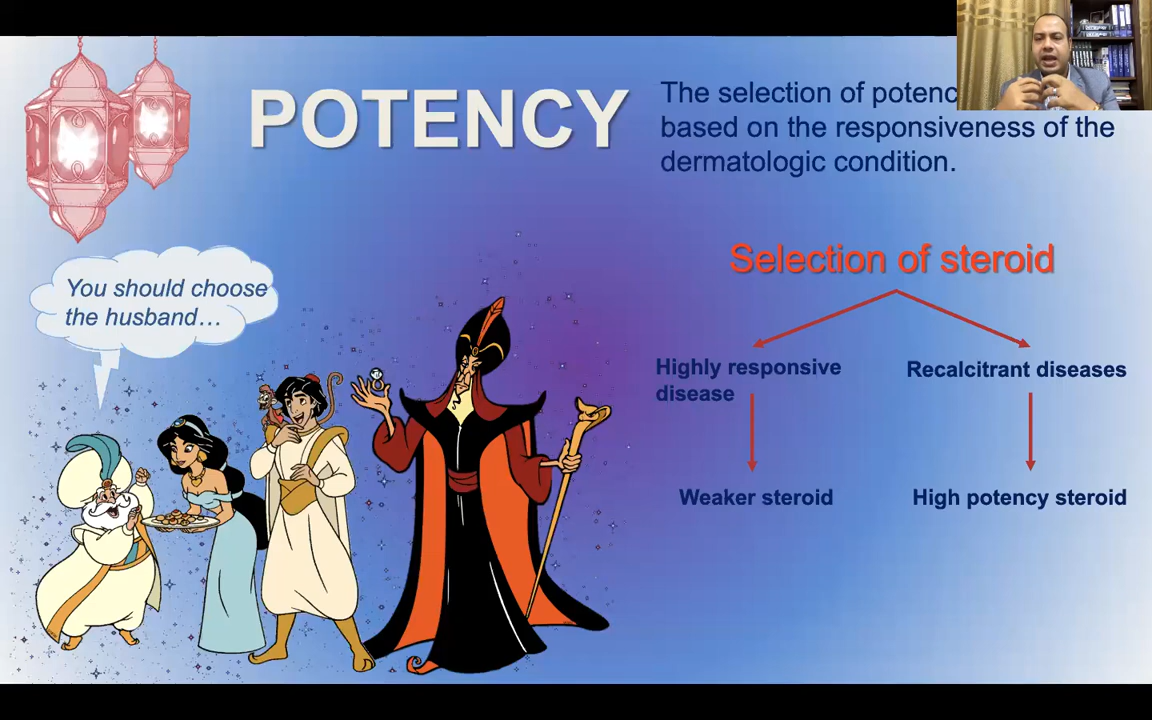 POTENCY
The selection of
based on the responsiveness of the
dermatologic condition.
You should choose
the husband…
Selection of steroid
Highly responsive
disease
Recalcitrant diseases
Weaker steroid
High potency steroid